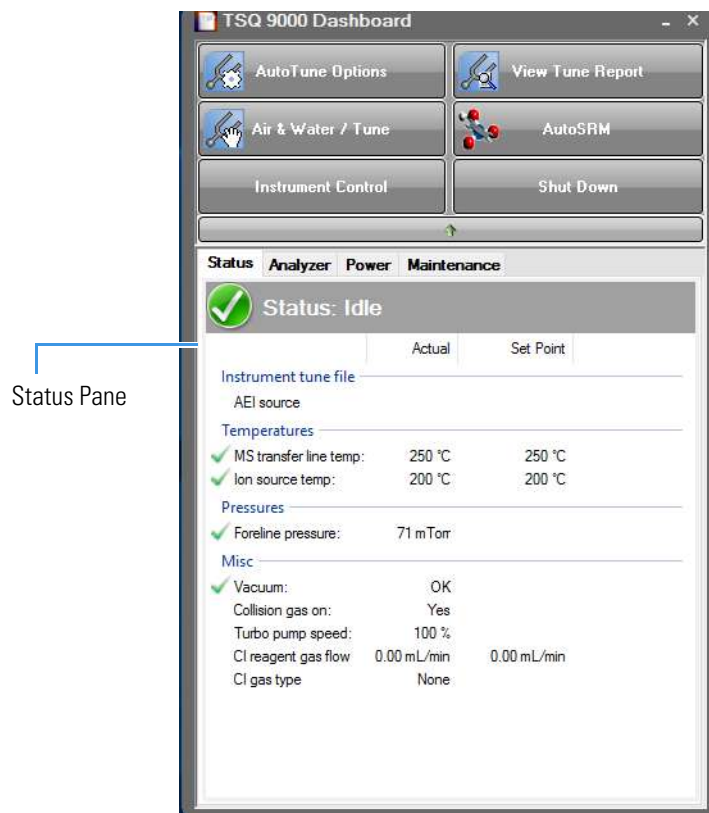 TSQ 9000 Dashboard
AutoTune Options View Tune Report
Air & Water / Tune AutoSRM
Instrument Control Shut Down
Status Analyzer Power Maintenance
Status: Idle
Actual Set Point
Status Pane
Instrument tune file
AEI source
Temperatures
MS transfer line temp: 250 °C 250 °C
Ion source temp: 200 °C 200 °C
Pressures
Foreline pressure: 71 mTorr
Misc
Vacuum: OK
Collision gas on: Yes
Turbo pump speed: 100 %
CI reagent gas flow 0.00 mL/min 0.00 mL/min
CI gas type None